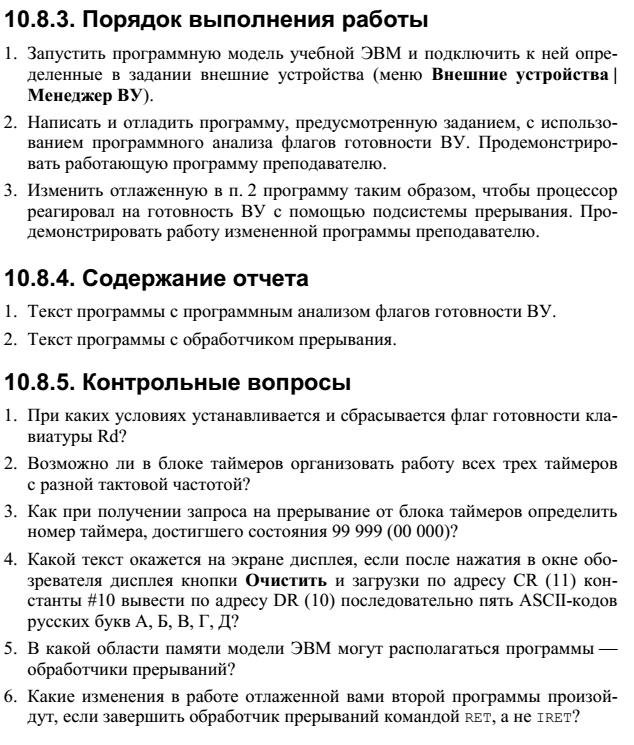 10.8.3. Порядок выполнения работы
1. Запустить программную модель учебной ЭВМ и подключить к ней опре-
деленные в задании внешние устройства (меню Внешние устройства |
Менеджер ВУ).
2. Написать и отладить программу, предусмотренную заданием, с использо-
ванием программного анализа флагов готовности ВУ. Продемонстриро-
вать работающую программу преподавателю.
3. Изменить отлаженную в п. 2 программу таким образом, чтобы процессор
реагировал на готовность ВУ с помощью подсистемы прерывания. Про-
демонстрировать работу измененной программы преподавателю.
10.8.4. Содержание отчета
1. Текст программы с программным анализом флагов готовности ВУ.
2. Текст программы с обработчиком прерывания.
10.8.5. Контрольные вопросы
1. При каких условиях устанавливается и сбрасывается флаг готовности кла-
виатуры Rd?
2. Возможно ли в блоке таймеров организовать работу всех трех таймеров
с разной тактовой частотой?
3. Как при получении запроса на прерывание от блока таймеров определить
номер таймера, достигшего состояния 99 999 (00 000)?
4. Какой текст окажется на экране дисплея, если после нажатия в окне обо-
зревателя дисплея кнопки Очистить и загрузки по адресу CR (11) кон-
станты #10 вывести по адресу DR (10) последовательно пять ASCII-кодов
русских букв А, Б, В, Г, Д?
5. В какой области памяти модели ЭВМ могут располагаться программы —
обработчики прерываний?
6. Какие изменения в работе отлаженной вами второй программы произой-
дут, если завершить обработчик прерываний командой RET, а не IRET?